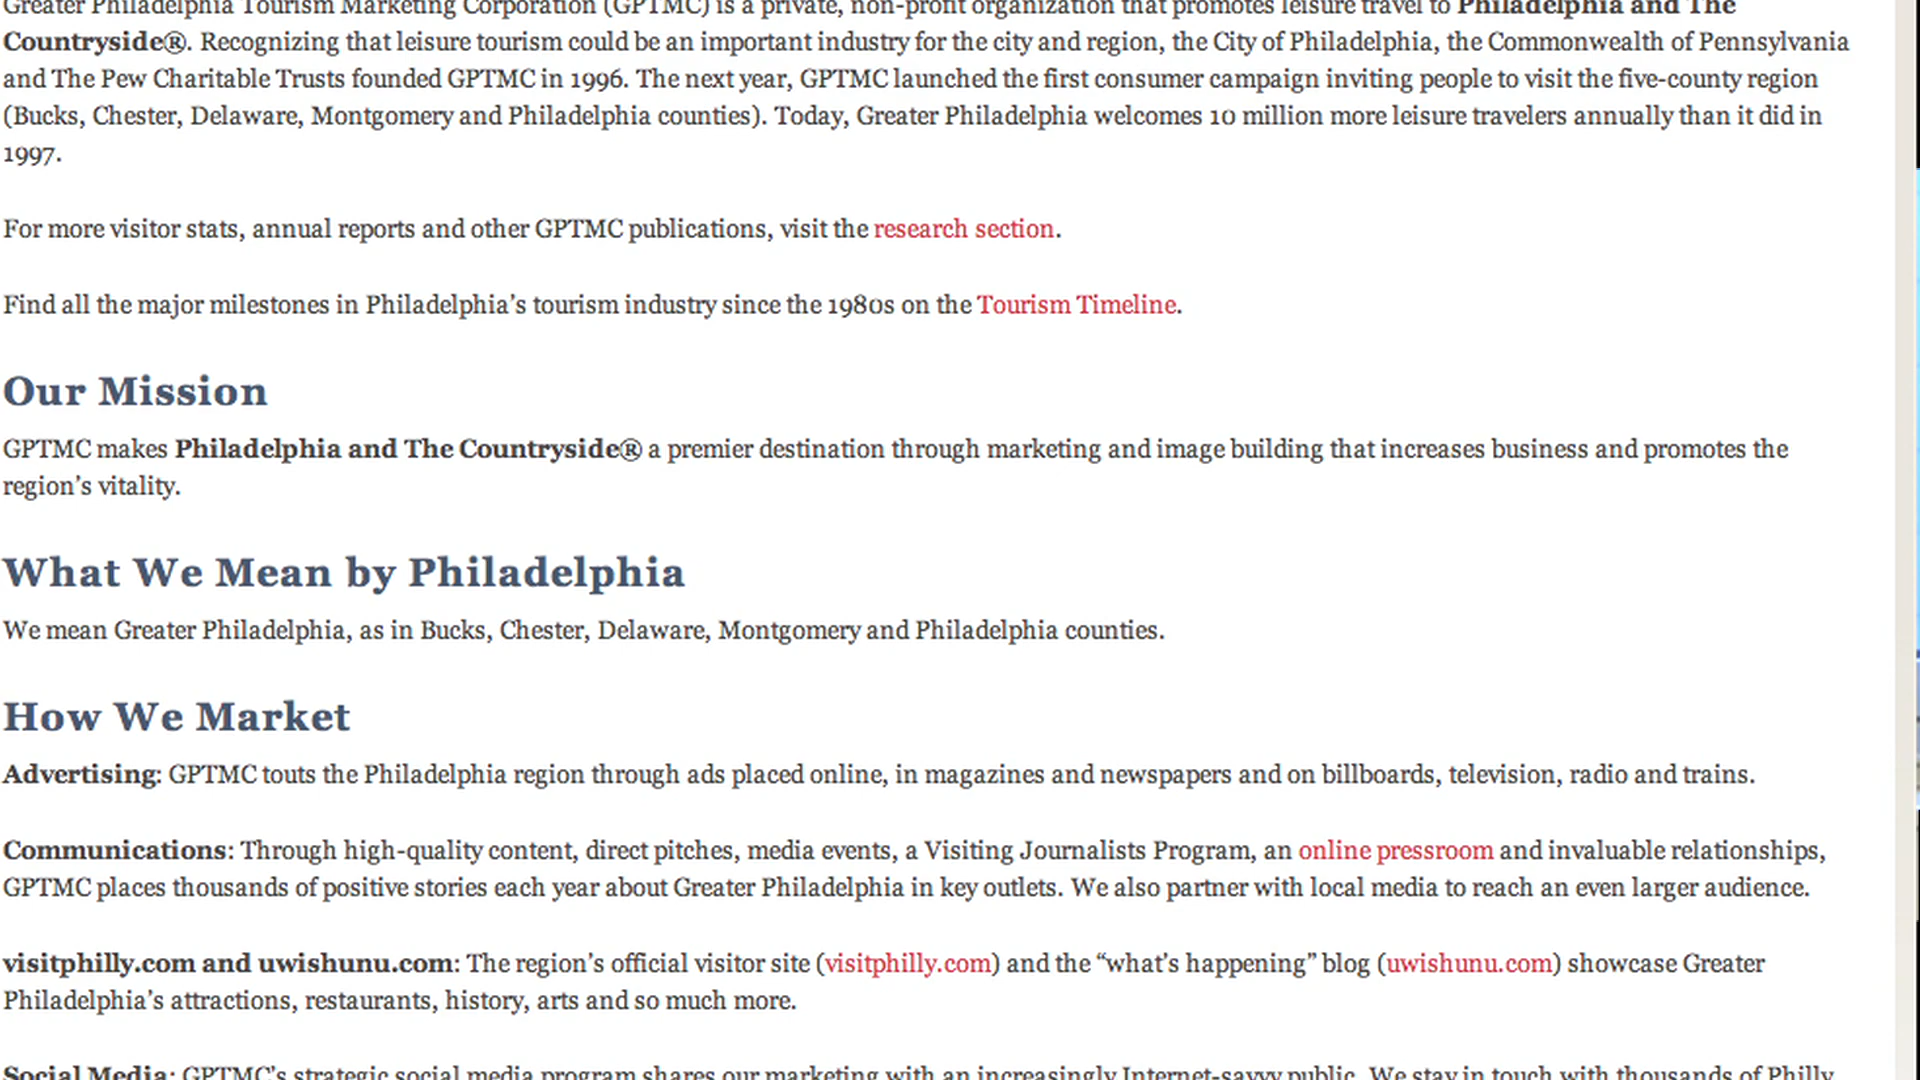 Greater Philadelphia Tourism Marketing Corporation (GPTMC) is a private, non-profit organization that promotes leisure travel to Philadelphia and The
Countryside®. Recognizing that leisure tourism could be an important industry for the city and region, the City of Philadelphia, the Commonwealth of Pennsylvania
and The Pew Charitable Trusts founded GPTMC in 1996. The next year, GPTMC launched the first consumer campaign inviting people to visit the five-county region
(Bucks, Chester, Delaware, Montgomery and Philadelphia counties). Today, Greater Philadelphia welcomes 10 million more leisure travelers annually than it did in
1997.
For more visitor stats, annual reports and other GPTMC publications, visit the research section.
Find all the major milestones in Philadelphia’s tourism industry since the 1980s on the Tourism Timeline.
Our Mission
GPTMC makes Philadelphia and The Countryside® a premier destination through marketing and image building that increases business and promotes the
region’s vitality.
What We Mean by Philadelphia
We mean Greater Philadelphia, as in Bucks, Chester, Delaware, Montgomery and Philadelphia counties.
How We Market
Advertising: GPTMC touts the Philadelphia region through ads placed online, in magazines and newspapers and on billboards, television, radio and trains.
Communications: Through high-quality content, direct pitches, media events, a Visiting Journalists Program, an online pressroom and invaluable relationships,
GPTMC places thousands of positive stories each year about Greater Philadelphia in key outlets. We also partner with local media to reach an even larger audience.
visitphilly.com and uwishunu.com: The region’s official visitor site (visitphilly.com) and the “what’s happening” blog (uwishunu.com) showcase Greater
Philadelphia’s attractions, restaurants, history, arts and so much more.
Social Media: GPTMC’s strategic social media program shares our marketing with an increasingly Internet-savvy public. We stay in touch with thousands of Philly